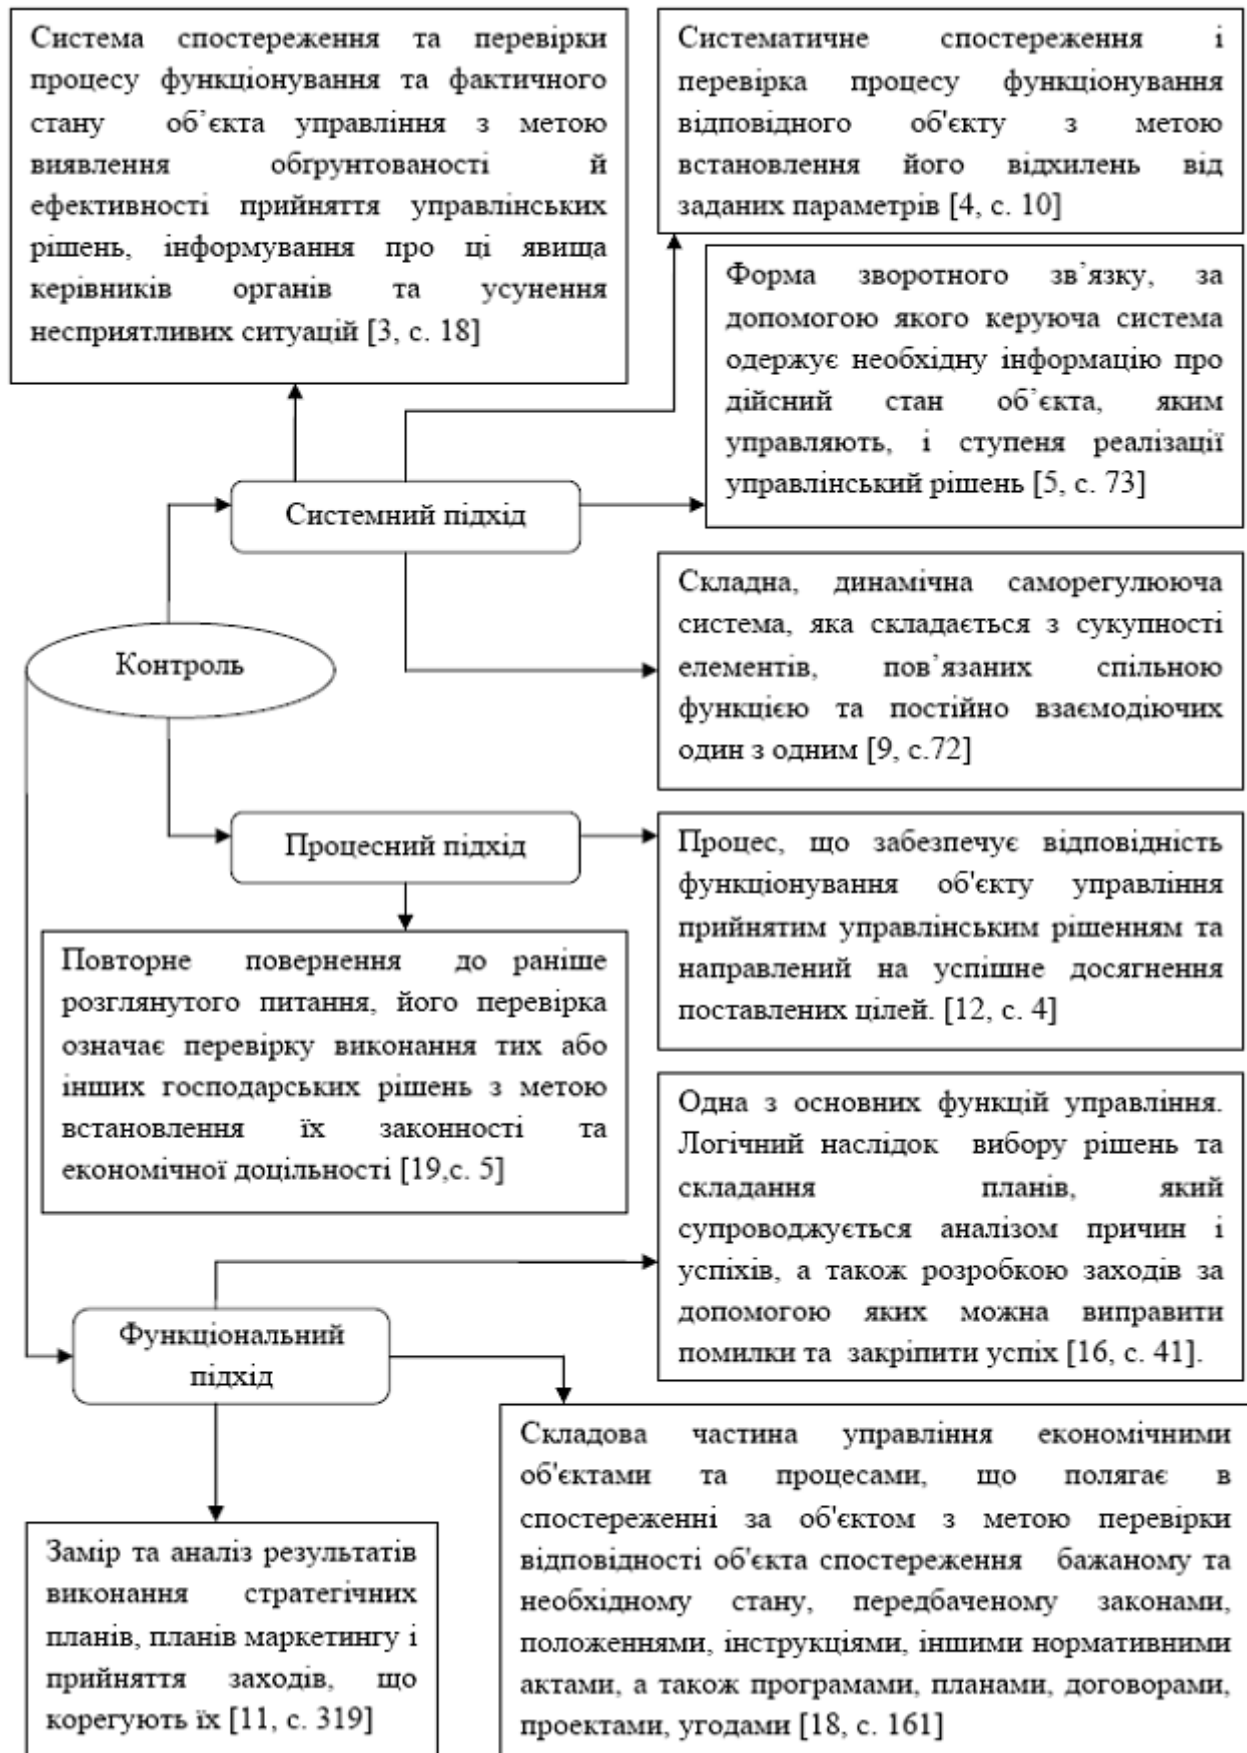 Система спостереження та перевірки
процесу функціонування та фактичного
стану об’єкта управління з метою
виявлення обґрунтованості й
ефективності прийняття управлінських
рішень, інформування про ці явища
керівників органів та усунення
несприятливих ситуацій [3, с. 18]
Систематичне спостереження і
перевірка процесу функціонування
відповідного об'єкту з метою
встановлення його відхилень від
заданих параметрів [4, с. 10]
Форма зворотного зв’язку, за
допомогою якого керуюча система
одержує необхідну інформацію про
дійсний стан об’єкта, яким
управляють, і ступеня реалізації
управлінський рішень [5, с. 73]
Системний підхід
Складна, динамічна саморегулююча
система, яка складається з сукупності
елементів, пов’язаних спільною
функцією та постійно взаємодіючих
один з одним [9, с.72]
Контроль
Процесний підхід
Процес, що забезпечує відповідність
функціонування об'єкту управління
прийнятим управлінським рішенням та
направлений на успішне досягнення
поставлених цілей. [12, с. 4]
Повторне повернення до раніше
розглянутого питання, його перевірка
означає перевірку виконання тих або
інших господарських рішень з метою
встановлення їх законності та
економічної доцільності [19,с. 5]
Одна з основних функцій управління.
Логічний наслідок вибору рішень та
складання планів, який
супроводжується аналізом причин і
успіхів, а також розробкою заходів за
допомогою яких можна виправити
помилки та закріпити успіх [16, с. 41].
Функціональний
підхід
Складова частина управління економічними
об'єктами та процесами, що полягає в
спостереженні за об'єктом з метою перевірки
відповідності об'єкта спостереження бажаному та
необхідному стану, передбаченому законами,
положеннями, інструкціями, іншими нормативними
актами, а також програмами, планами, договорами,
проектами, угодами [18, с. 161]
Замір та аналіз результатів
виконання стратегічних
планів, планів маркетингу і
прийняття заходів, що
корегують їх [11, с. 319]